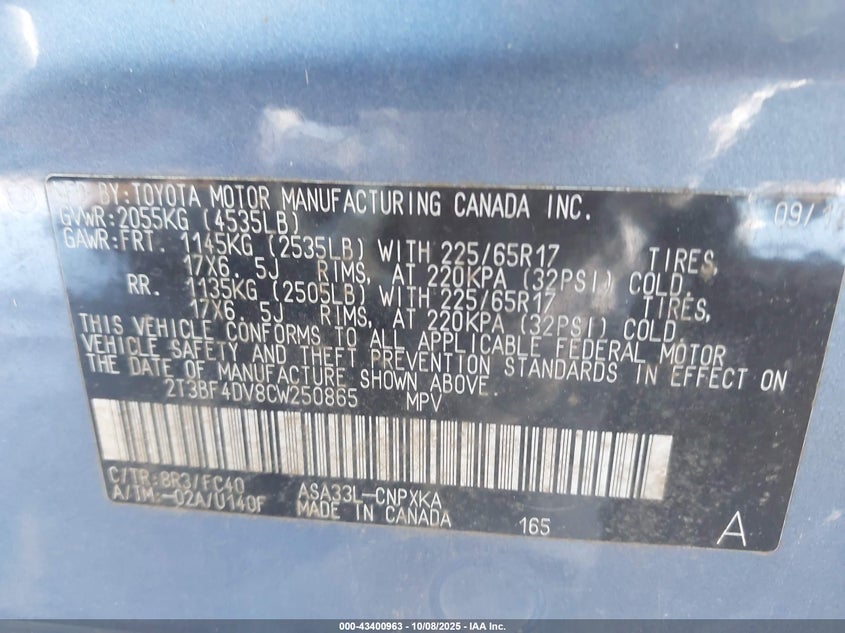 MFD BY: TOYOTA MOTOR MANUFACTURING CANADA INC. 09/
GVWR: 2055KG (4535LB)
GAWR: FRT. 1145KG (2535LB) WITH 225/65R17 TIRES,
17X6. 5J RIMS, AT 220KPA (32PSI) COLD,
RR. 1135KG (2505LB) WITH 225/65R17 TIRES,
17X6. 5J RIMS, AT 220KPA (32PSI) COLD.
THIS VEHICLE CONFORMS TO ALL APPLICABLE FEDERAL MOTOR
VEHICLE SAFETY AND THEFT PREVENTION STANDARDS IN EFFECT ON
THE DATE OF MANUFACTURE SHOWN ABOVE.
2T3BF4DV8CW250865 MPV
C/TR: 8R3/FC40 ASA33L-CNPXKA
A/TM: -02A/U140F MADE IN CANADA 165 A
000-43400963 - 10/08/2025 - IAA Inc.